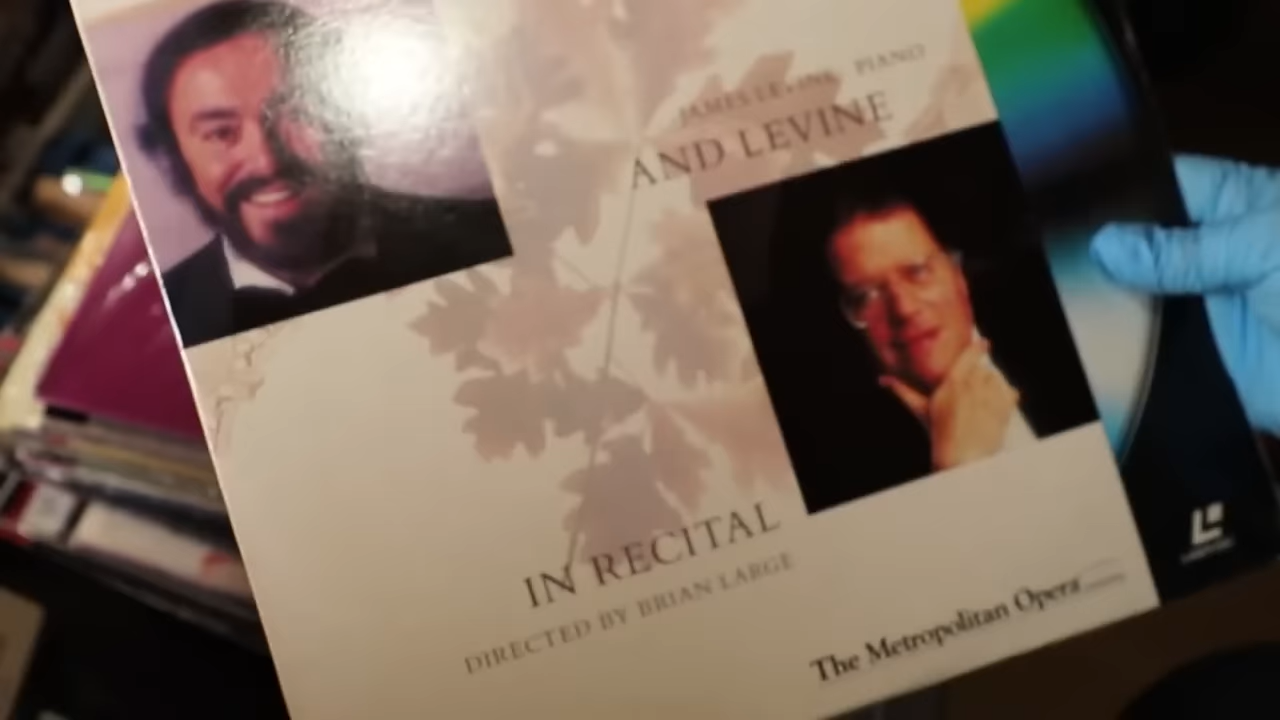 JAMES LEVINE, PIANO
AND LEVINE
IN RECITAL
DIRECTED BY BRIAN LARGE
The Metropolitan Opera